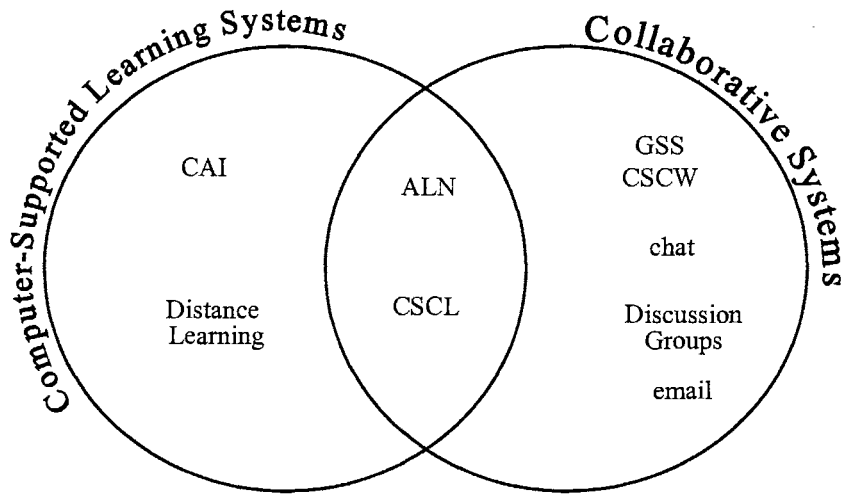 Computer-Supported Learning Systems
Collaborative Systems
CAI
Distance
Learning
ALN
CSCL
GSS
CSCW
chat
Discussion
Groups
email